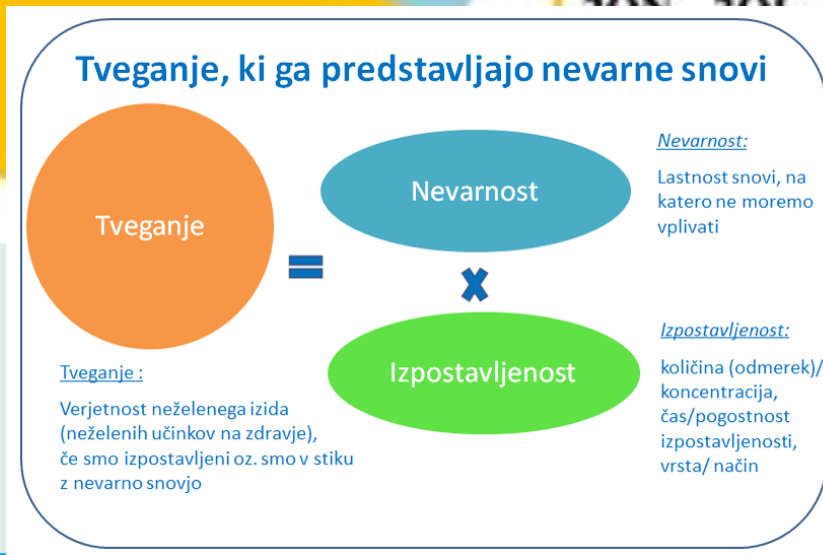 Tveganje, ki ga predstavljajo nevarne snovi
Tveganje
=
Nevarnost
x
Izpostavljenost
Nevarnost:
Lastnost snovi, na
katero ne moremo
vplivati
Izpostavljenost:
količina (odmerek)/
koncentracija,
čas/pogostnost
izpostavljenosti,
vrsta/ način
Tveganje :
Verjetnost neželenega izida
(neželenih učinkov na zdravje),
če smo izpostavljeni oz. smo v stiku
z nevarno snovjo